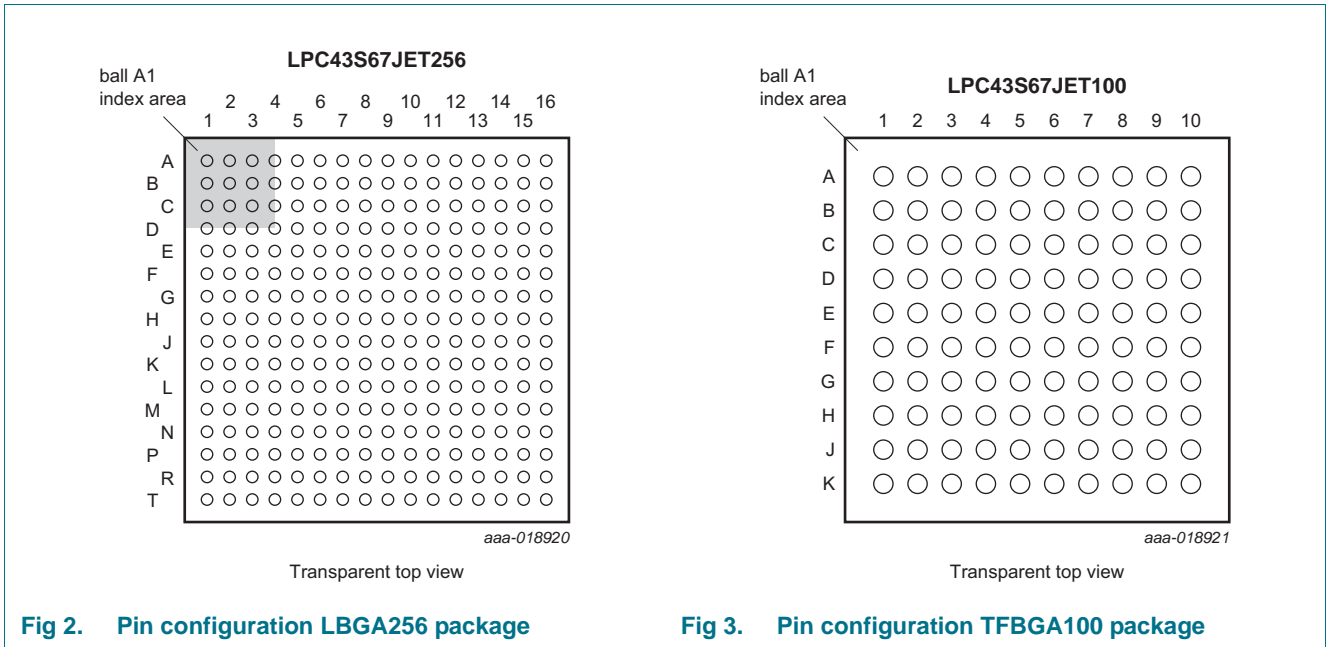 LPC43S67JET256
ball A1
index area
2 4 6 8 10 12 14 16
1 3 5 7 9 11 13 15
A
B
C
D
E
F
G
H
J
K
L
M
N
P
R
T
aaa-018920
Transparent top view
Fig 2. Pin configuration LBGA256 package
LPC43S67JET100
ball A1
index area
1 2 3 4 5 6 7 8 9 10
A
B
C
D
E
F
G
H
J
K
aaa-018921
Transparent top view
Fig 3. Pin configuration TFBGA100 package